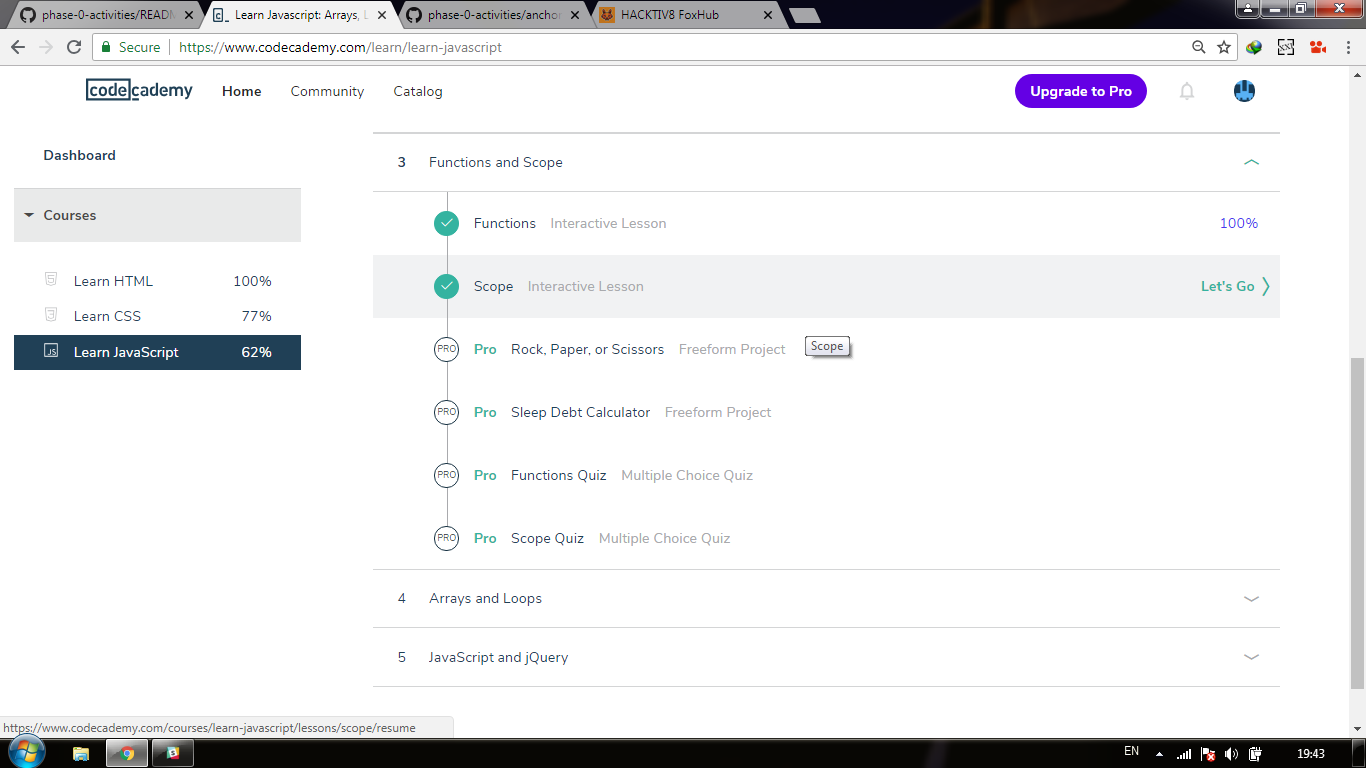 phase-0-activities/READM
Learn Javascript: Arrays, L
phase-0-activities/anchor
HACKTIV8 FoxHub
Secure
https://www.codecademy.com/learn/learn-javascript
codecademy
Home
Community
Catalog
Upgrade to Pro
Dashboard
Courses
Learn HTML 100%
Learn CSS 77%
JS Learn JavaScript 62%
3 Functions and Scope
Functions Interactive Lesson 100%
Scope Interactive Lesson Let's Go
PRO Pro Rock, Paper, or Scissors Freeform Project
Scope
PRO Pro Sleep Debt Calculator Freeform Project
PRO Pro Functions Quiz Multiple Choice Quiz
PRO Pro Scope Quiz Multiple Choice Quiz
4 Arrays and Loops
5 JavaScript and jQuery
https://www.codecademy.com/courses/learn-javascript/lessons/scope/resume
EN 19:43